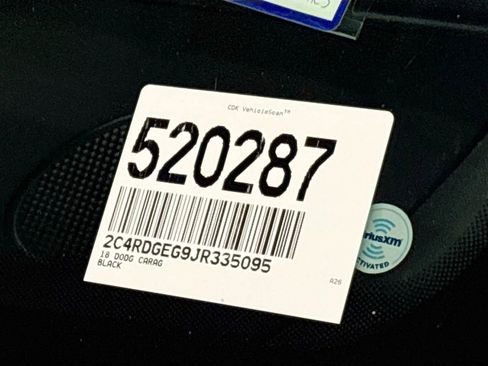 CDK VehicleScan™
520287
2C4RDGEG9JR335095
18 DODG CARAG
BLACK
A26
siriusxm
ACTIVATED